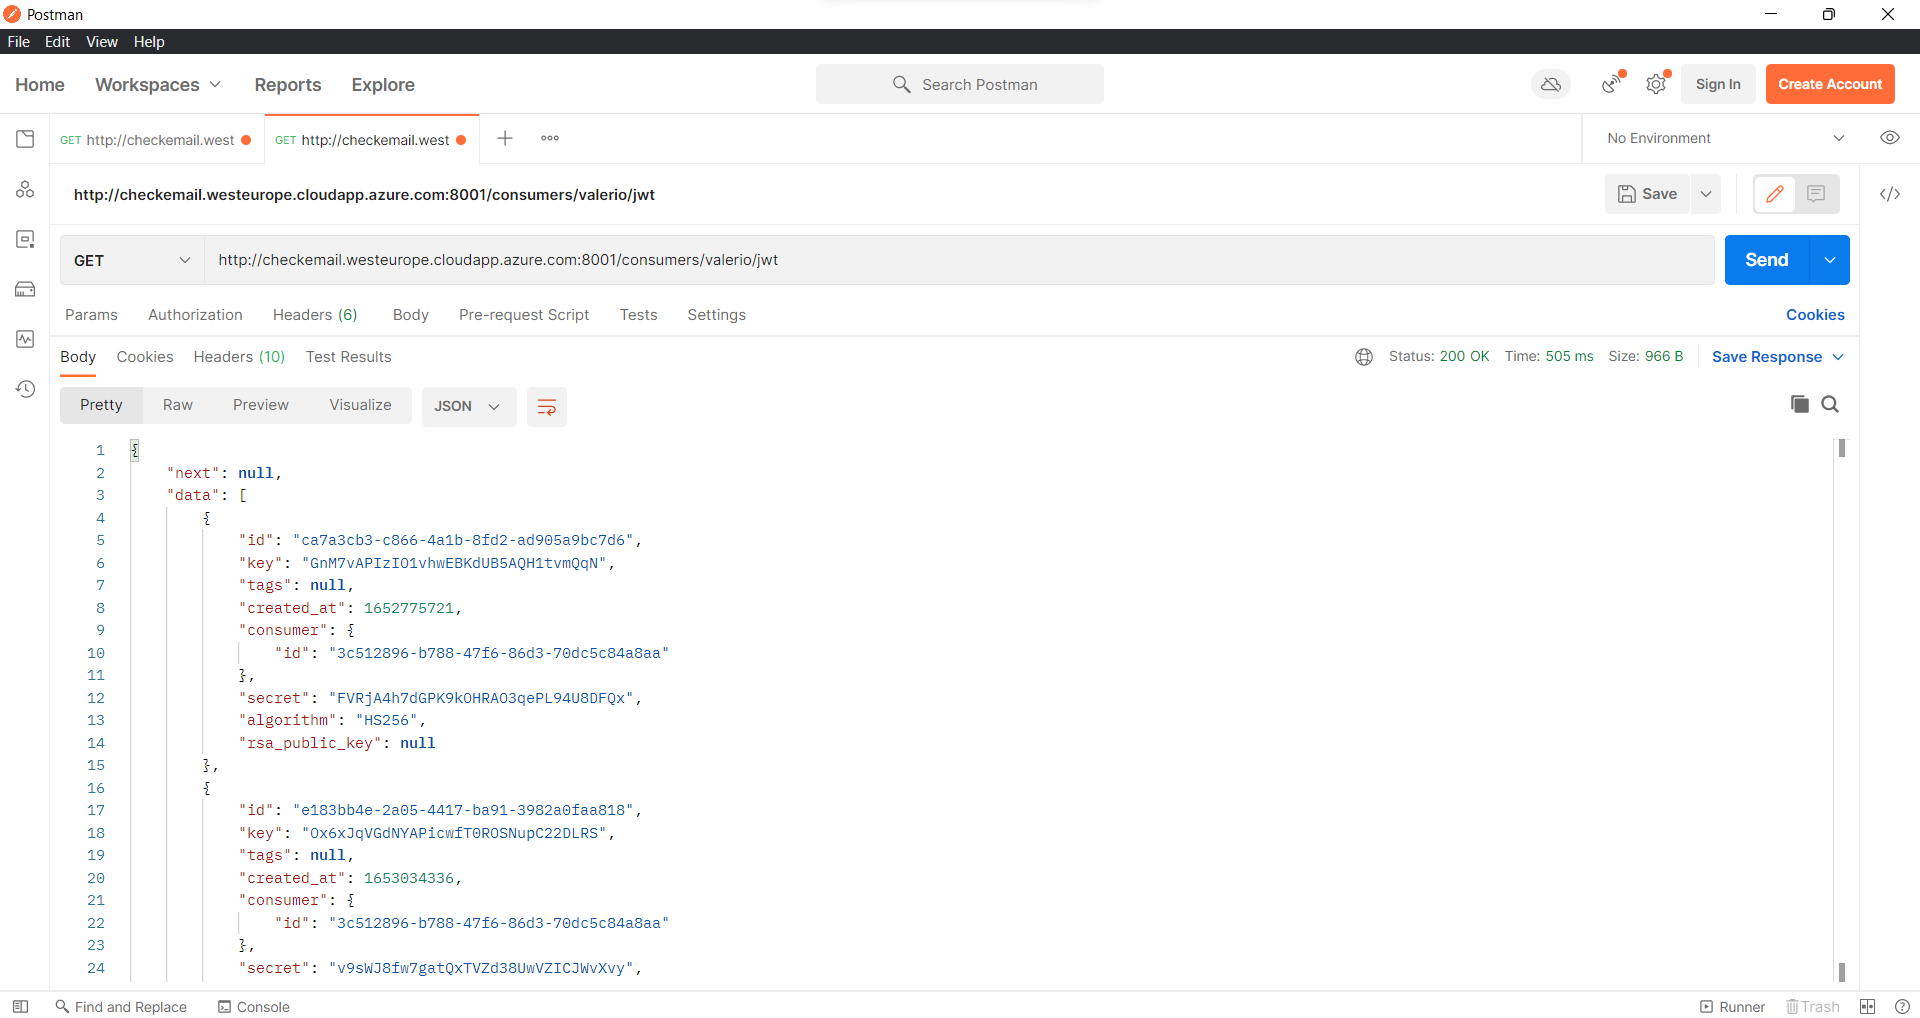 Postman
File Edit View Help
Home Workspaces Reports Explore Search Postman Sign In Create Account
GET http://checkemail.west GET http://checkemail.west No Environment
http://checkemail.westeurope.cloudapp.azure.com:8001/consumers/valerio/jwt Save
GET http://checkemail.westeurope.cloudapp.azure.com:8001/consumers/valerio/jwt Send
Params Authorization Headers (6) Body Pre-request Script Tests Settings Cookies
Body Cookies Headers (10) Test Results Status: 200 OK Time: 505 ms Size: 966 B Save Response
Pretty Raw Preview Visualize JSON
1 {
2 "next": null,
3 "data": [
4 {
5 "id": "ca7a3cb3-c866-4a1b-8fd2-ad905a9bc7d6",
6 "key": "GnM7vAPIzIO1vhwEBKdUB5AQH1tvmQqN",
7 "tags": null,
8 "created_at": 1652775721,
9 "consumer": {
10 "id": "3c512896-b788-47f6-86d3-70dc5c84a8aa"
11 },
12 "secret": "FVRjA4h7dGPK9kOHRAO3qePL94U8DFQx",
13 "algorithm": "HS256",
14 "rsa_public_key": null
15 },
16 {
17 "id": "e183bb4e-2a05-4417-ba91-3982a0faa818",
18 "key": "Ox6xJqVGdNYAPicwfT0ROSNupC22DLRS",
19 "tags": null,
20 "created_at": 1653034336,
21 "consumer": {
22 "id": "3c512896-b788-47f6-86d3-70dc5c84a8aa"
23 },
24 "secret": "v9sWJ8fw7gatQxTVZd38UwVZICJWvXvy",
Find and Replace Console Runner Trash